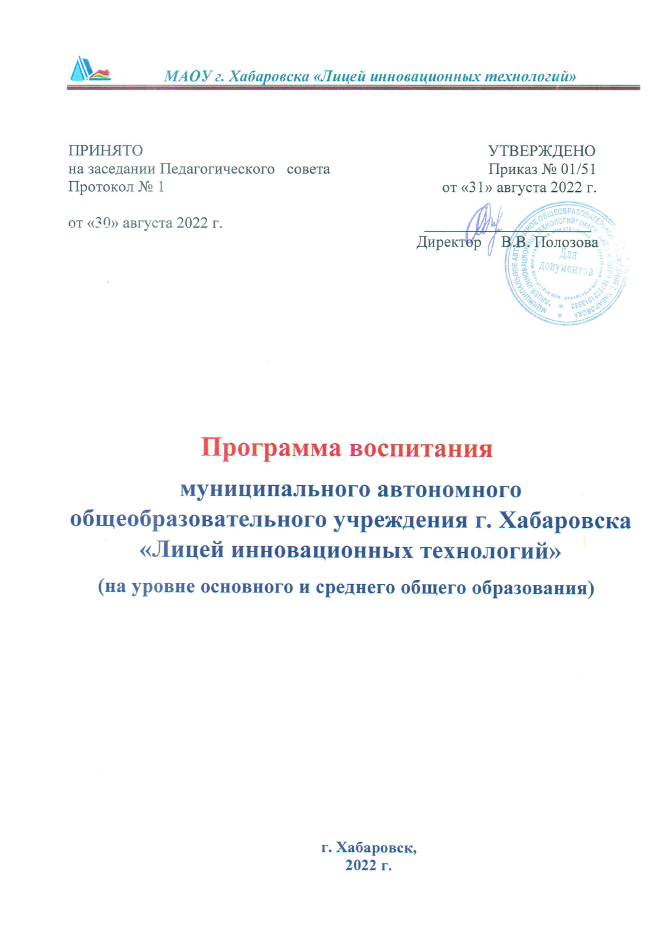 МАОУ г. Хабаровска «Лицей инновационных технологий»
ПРИНЯТО
на заседании Педагогического совета
Протокол № 1
от «30» августа 2022 г.
УТВЕРЖДЕНО
Приказ № 01/51
от «31» августа 2022 г.
Директор В.В. Полозова
Для
документов
Программа воспитания
муниципального автономного
общеобразовательного учреждения г. Хабаровска
«Лицей инновационных технологий»
(на уровне основного и среднего общего образования)
г. Хабаровск,
2022 г.